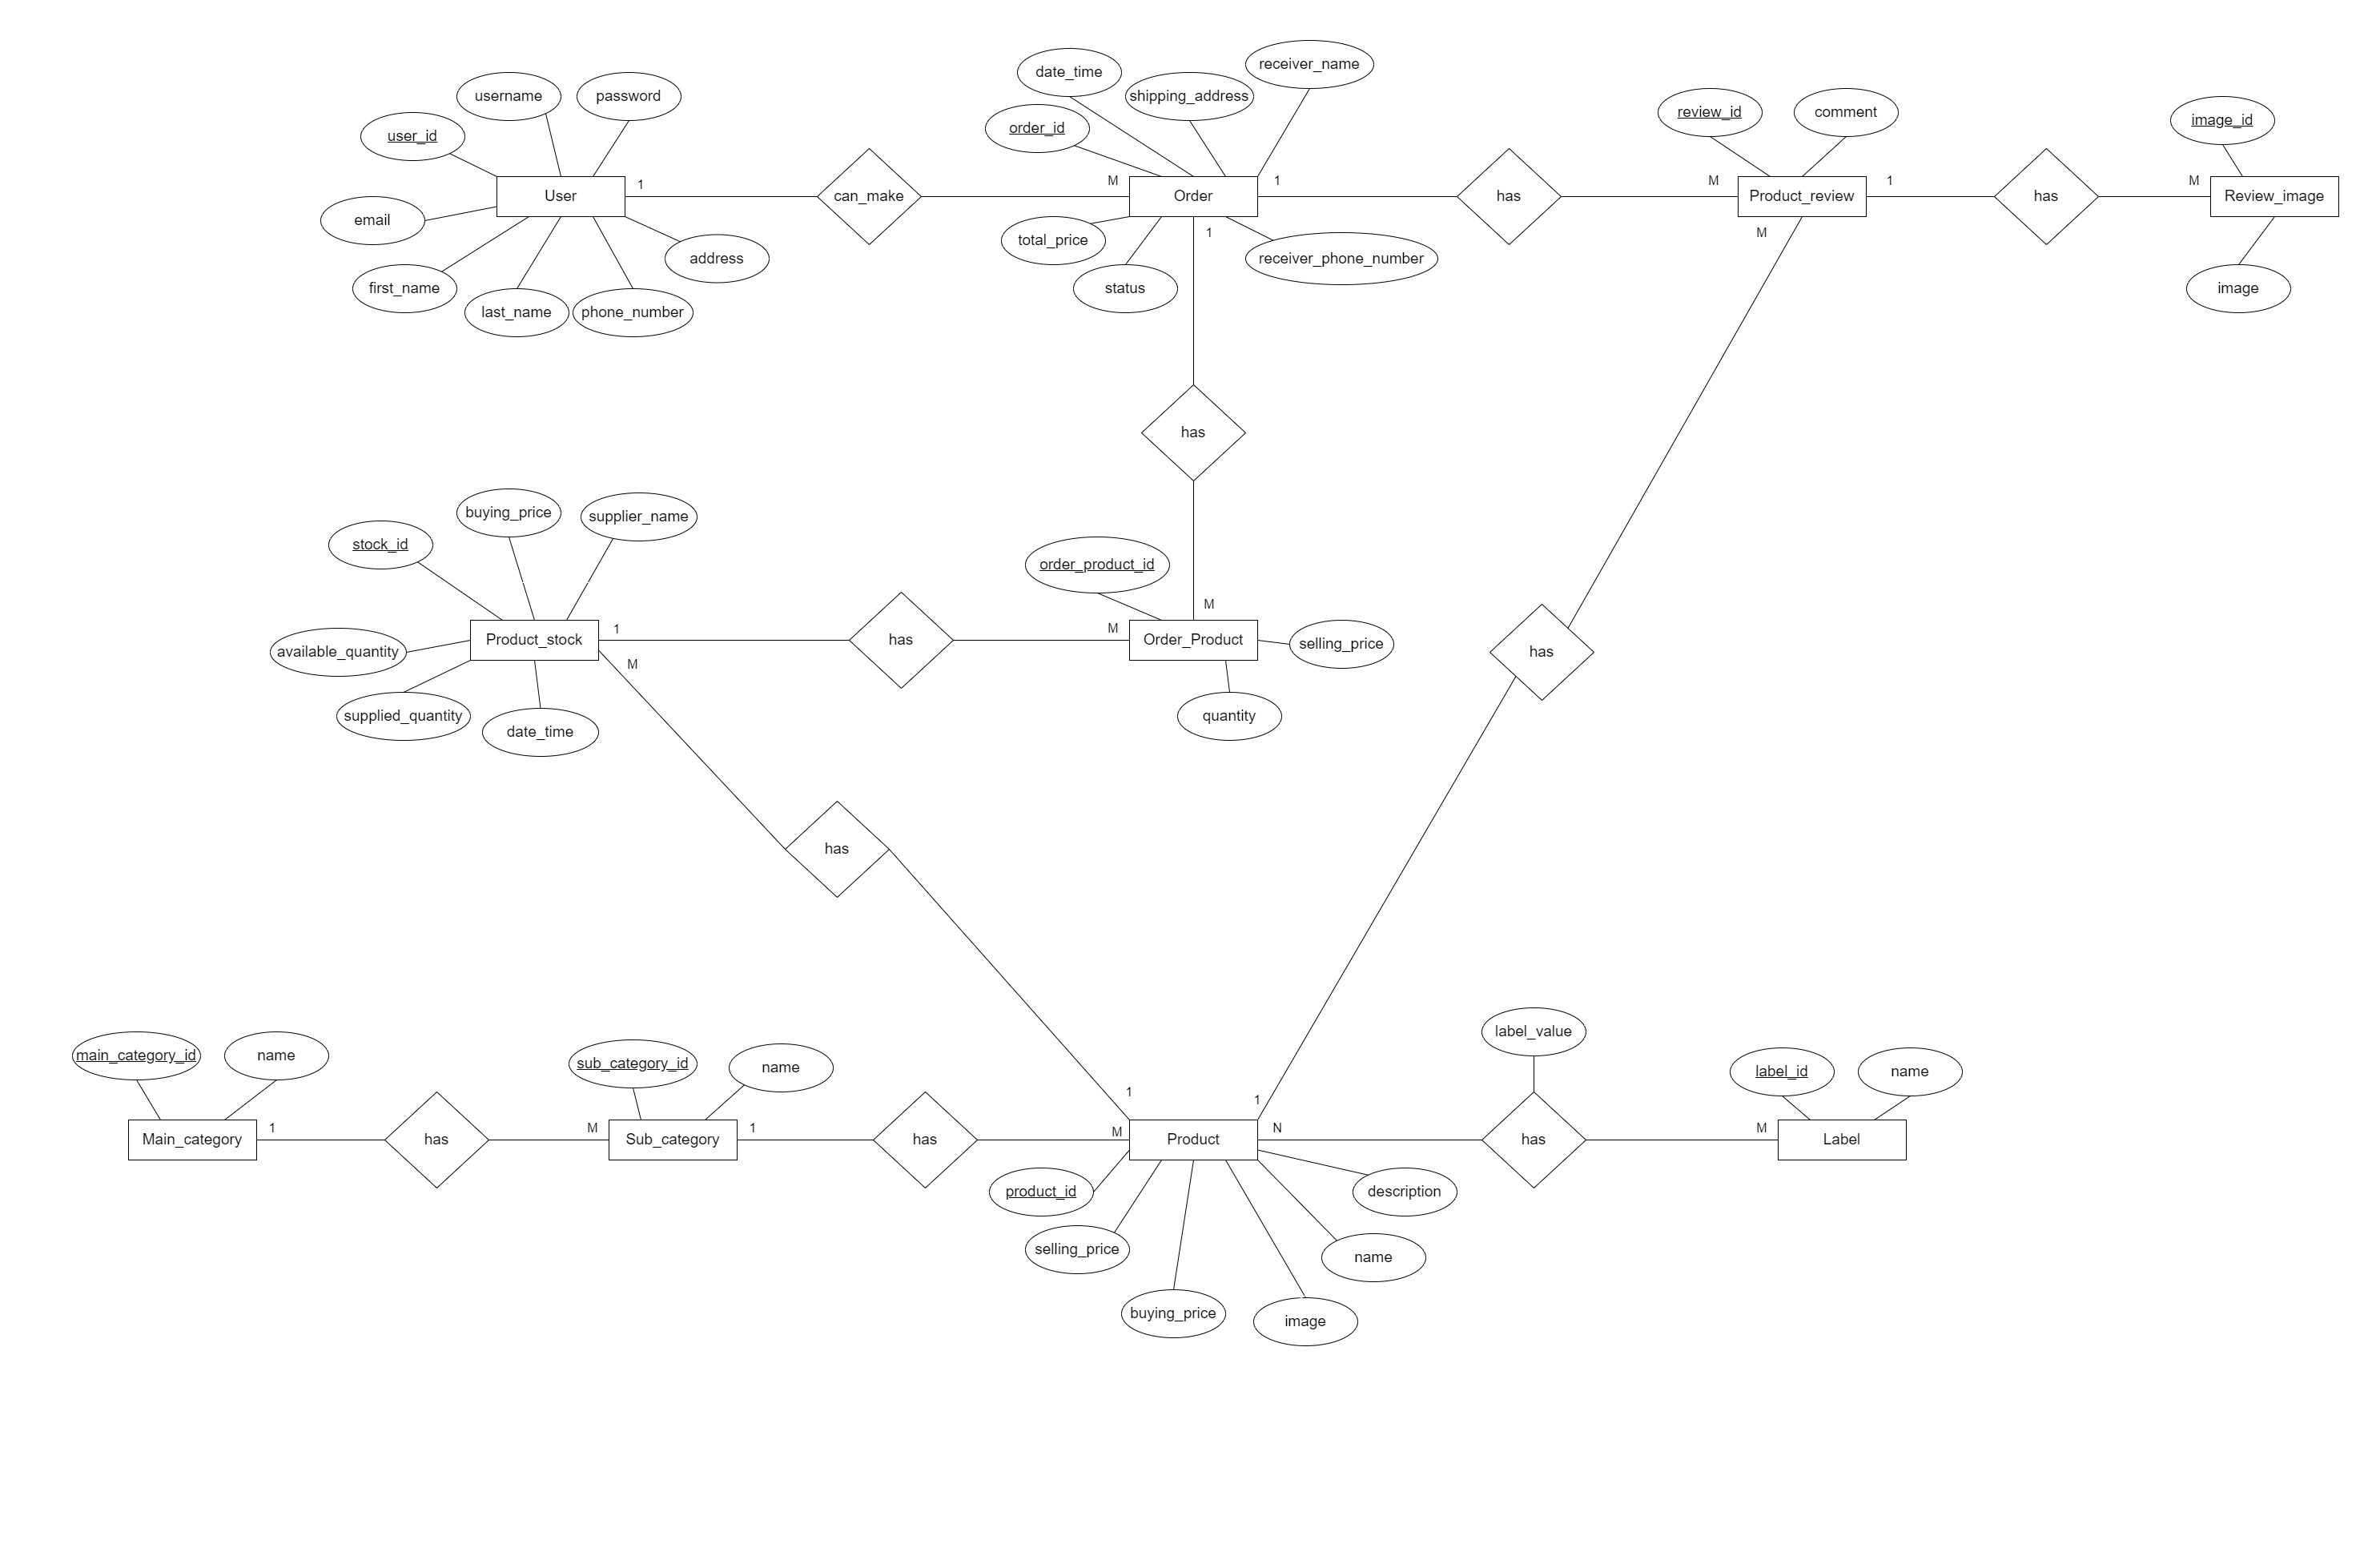 receiver_name
date_time
username
password
shipping_address
review_id
comment
image_id
order_id
user_id
1
M
1
M
1
M
User
can_make
Order
has
Product_review
has
Review_image
email
1
M
total_price
address
receiver_phone_number
first_name
status
image
last_name
phone_number
has
buying_price
supplier_name
stock_id
order_product_id
M
1
M
Product_stock
has
Order_Product
selling_price
available_quantity
M
has
supplied_quantity
quantity
date_time
has
label_value
main_category_id
name
sub_category_id
name
label_id
name
1
1
1
M
1
M
N
M
Main_category
has
Sub_category
has
Product
has
Label
product_id
description
selling_price
name
buying_price
image